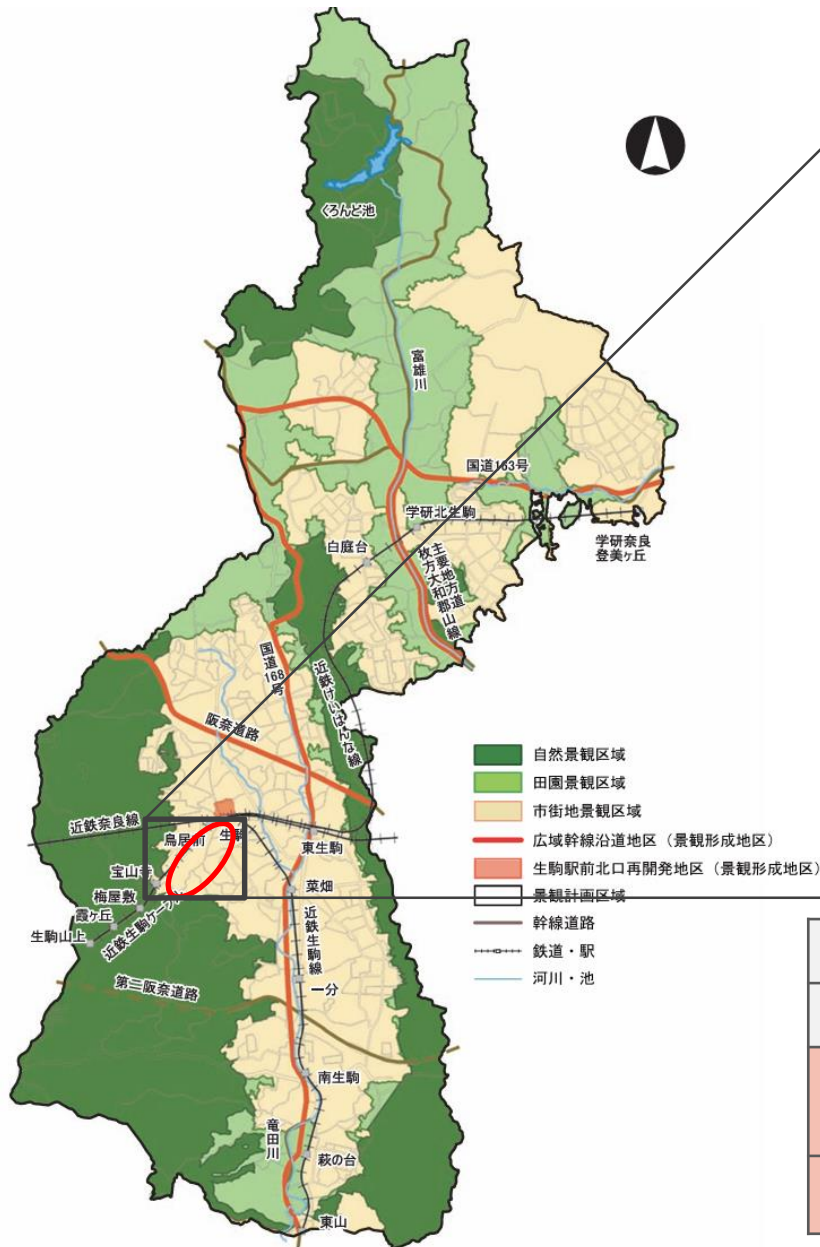 くろんど池
富雄川
国道163号
学研北生駒
白庭台
学研奈良
登美ヶ丘
主要地方道
枚方大和郡山線
国道
168
号
近鉄けいはんな線
阪奈道路
近鉄奈良線
鳥居前
生駒
東生駒
宝山寺
菜畑
梅屋敷
霞ヶ丘
生駒山上
近鉄生駒ケーブル
近鉄生駒線
一分
第二阪奈道路
南生駒
竜田川
萩の台
東山
自然景観区域
田園景観区域
市街地景観区域
広域幹線沿道地区（景観形成地区）
生駒駅前北口再開発地区（景観形成地区）
景観計画区域
幹線道路
鉄道・駅
河川・池